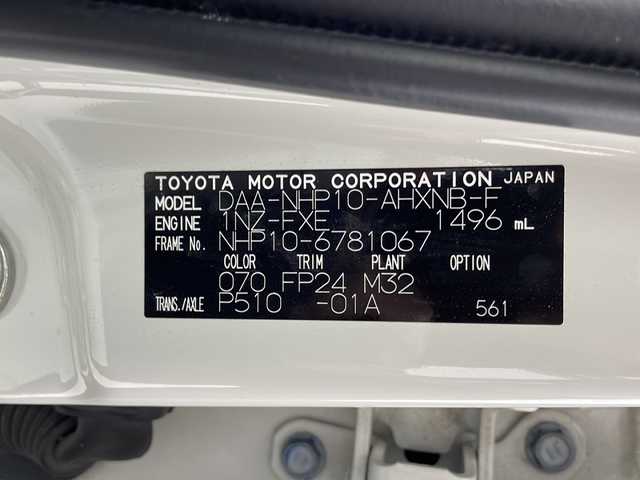 TOYOTA MOTOR CORPORATION JAPAN
MODEL DAA-NHP10-AHXNB-F
ENGINE 1NZ-FXE 1496 mL
FRAME No. NHP10-6781067
COLOR TRIM PLANT OPTION
070 FP24 M32
TRANS./AXLE P510 -01A 561